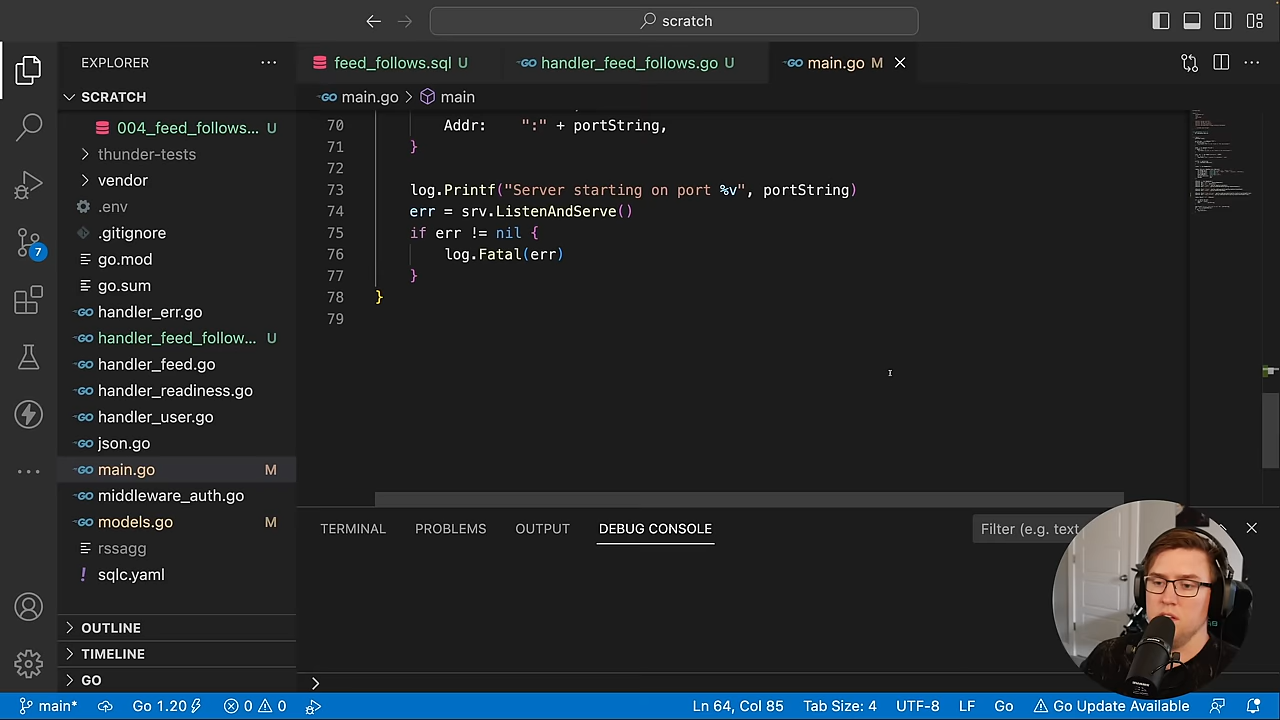 scratch
EXPLORER
SCRATCH
004_feed_follows... U
thunder-tests
vendor
.env
.gitignore
go.mod
go.sum
handler_err.go
handler_feed_follow... U
handler_feed.go
handler_readiness.go
handler_user.go
json.go
main.go M
middleware_auth.go
models.go M
rssagg
sqlc.yaml
OUTLINE
TIMELINE
GO
7
feed_follows.sql U
handler_feed_follows.go U
main.go M
main.go > main
70 Addr: ":" + portString,
71 }
72
73 log.Printf("Server starting on port %v", portString)
74 err = srv.ListenAndServe()
75 if err != nil {
76 log.Fatal(err)
77 }
78 }
79
TERMINAL PROBLEMS OUTPUT DEBUG CONSOLE
Filter (e.g. text
main* Go 1.20 0 0 Ln 64, Col 85 Tab Size: 4 UTF-8 LF Go Go Update Available